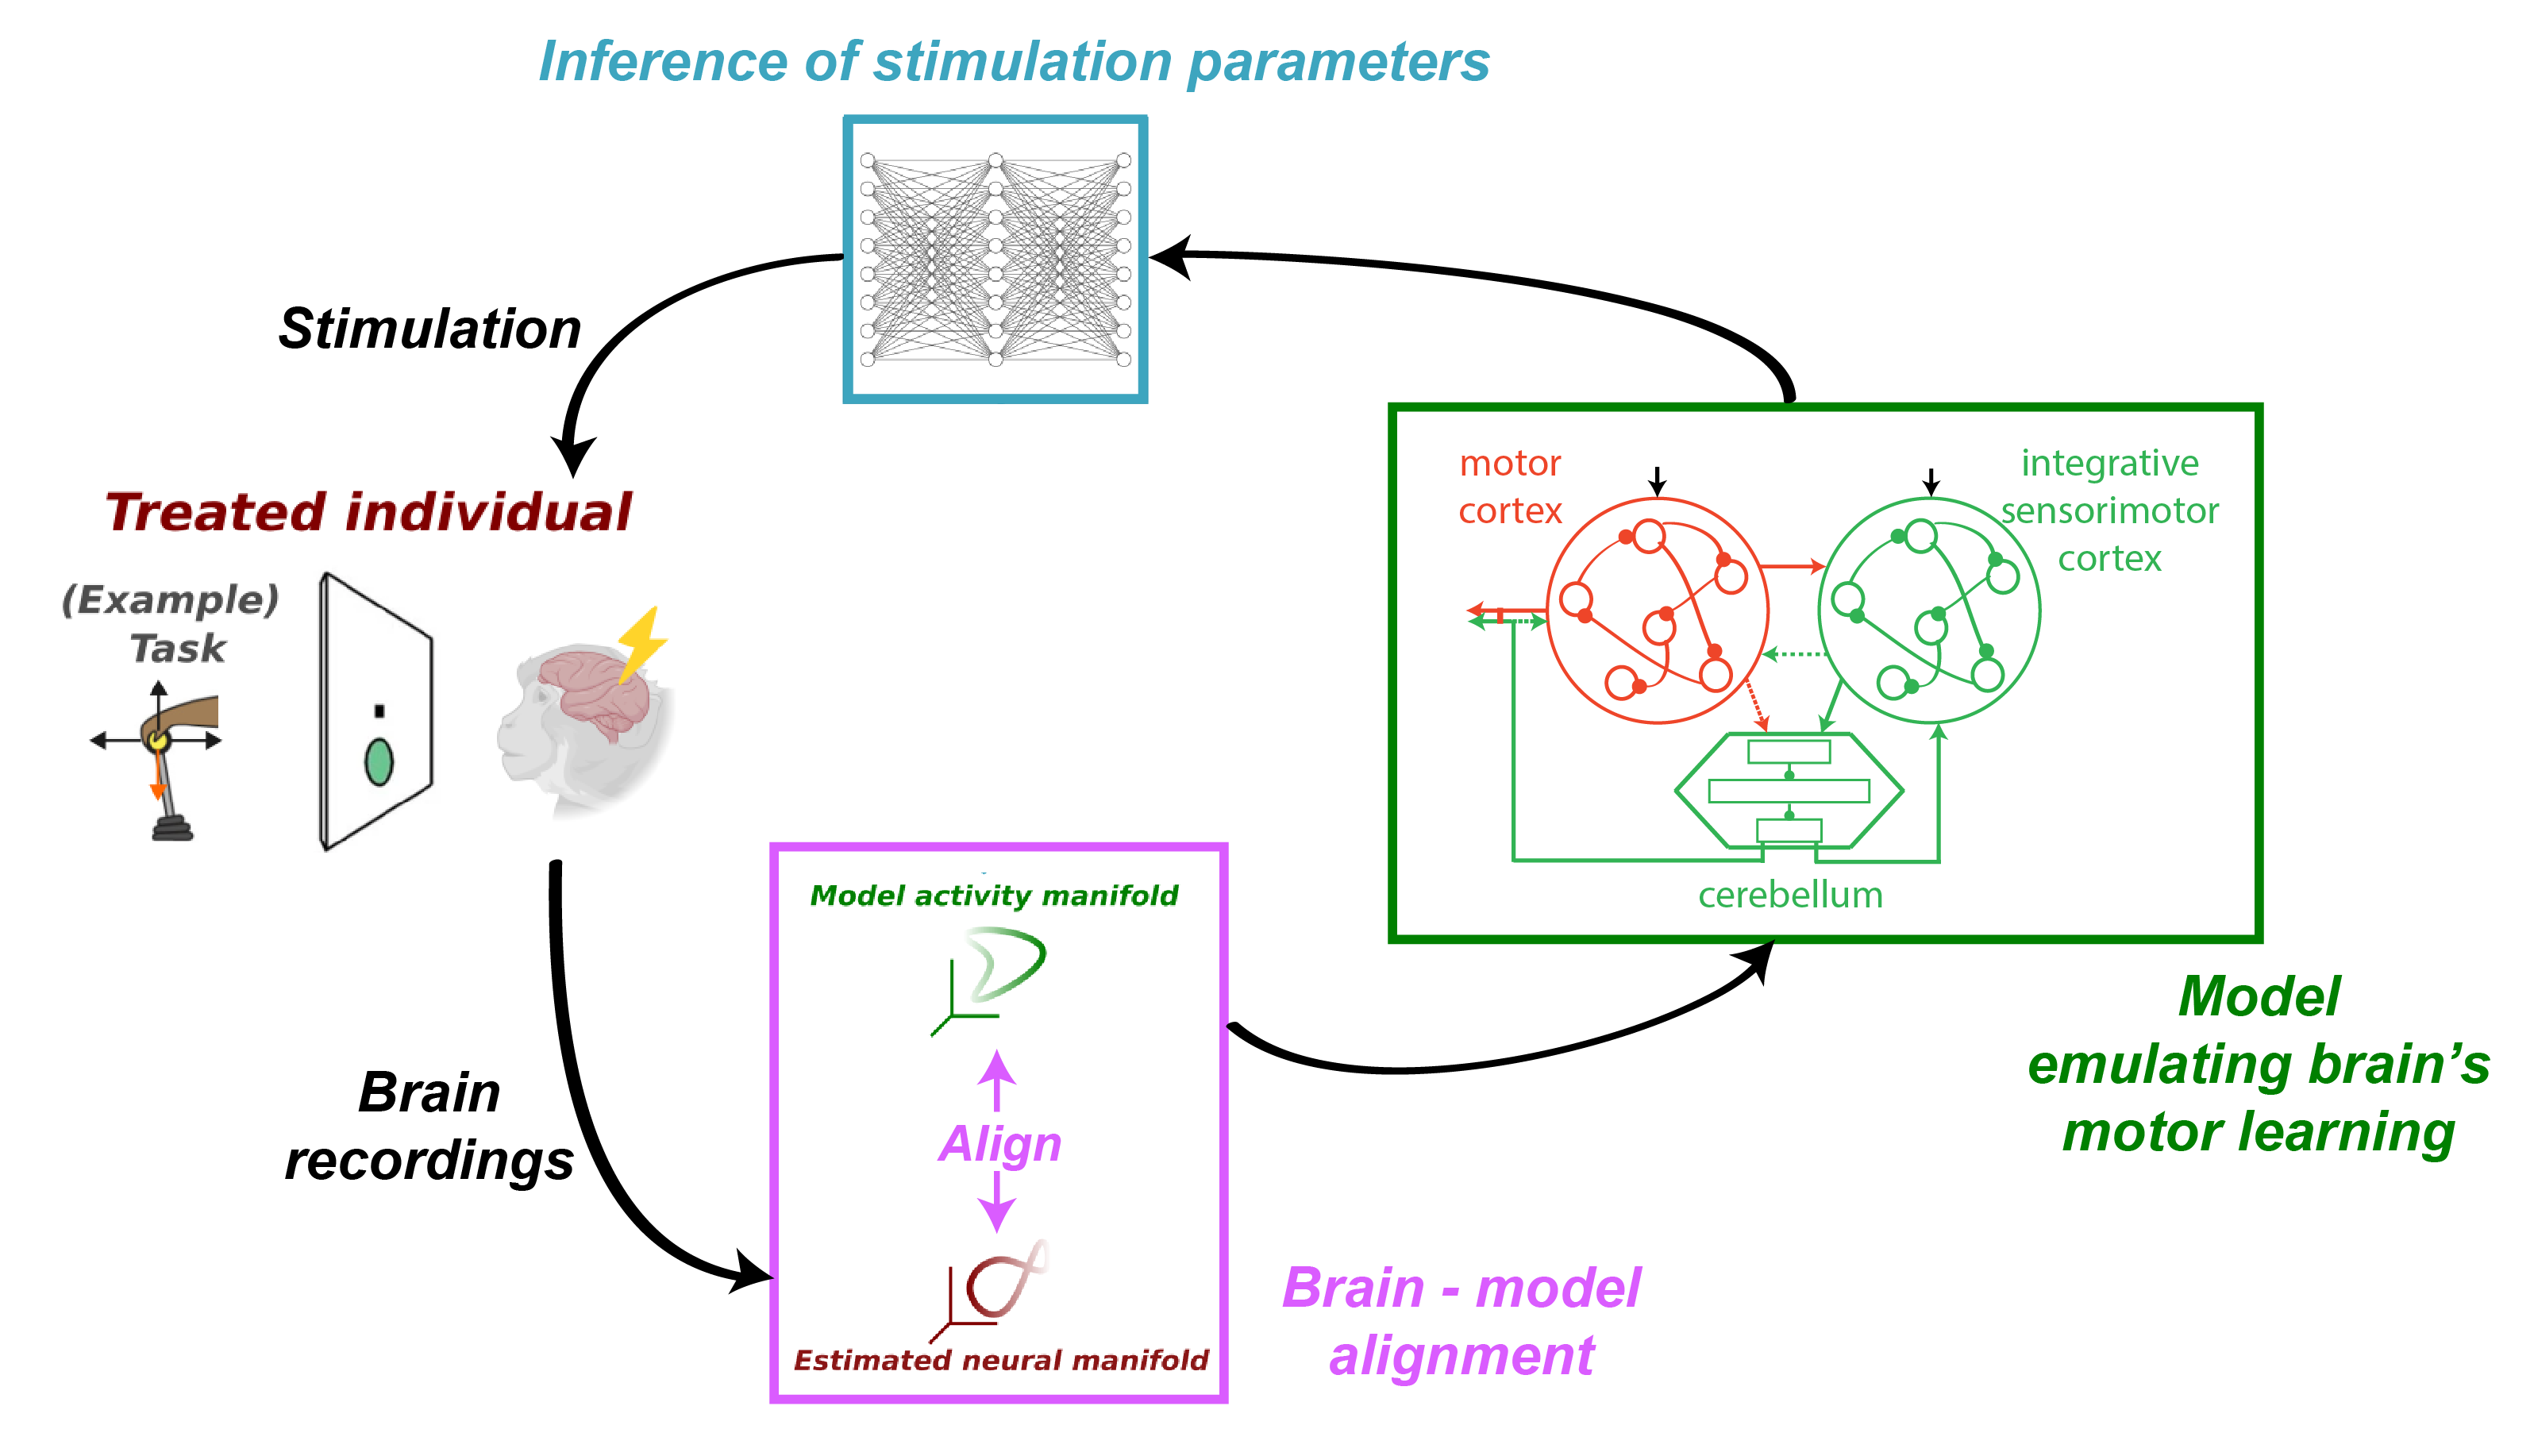 Inference of stimulation parameters
Stimulation
Treated individual
(Example)
Task
motor
cortex
integrative
sensorimotor
cortex
cerebellum
Model activity manifold
Align
Estimated neural manifold
Brain
recordings
Model
emulating brain’s
motor learning
Brain - model
alignment